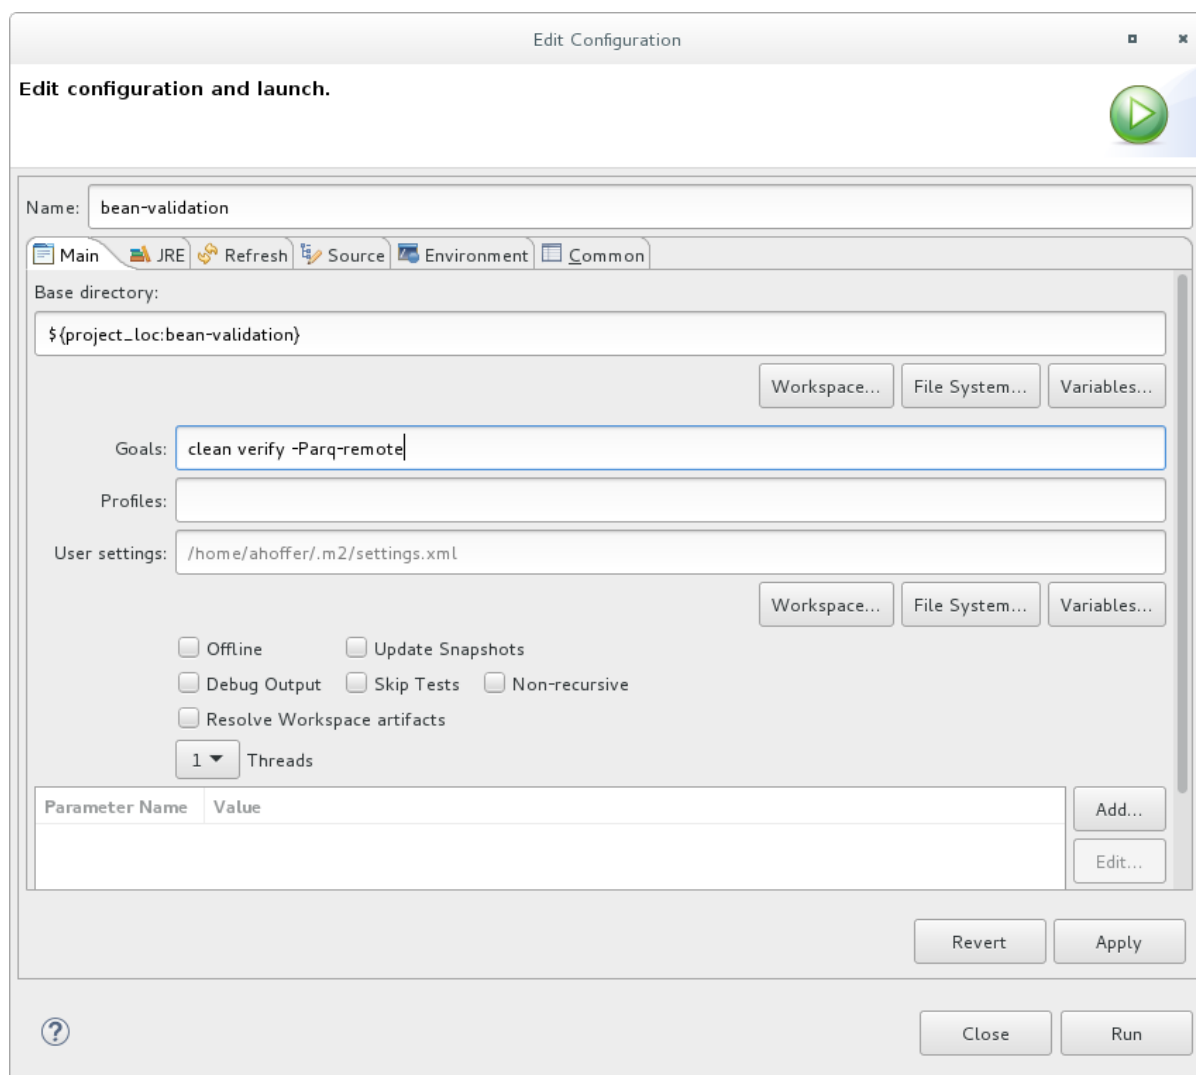 Edit Configuration
Edit configuration and launch.
Name: bean-validation
Main JRE Refresh Source Environment Common
Base directory:
${project_loc:bean-validation}
Workspace... File System... Variables...
Goals: clean verify -Parq-remote
Profiles:
User settings: /home/ahoffer/.m2/settings.xml
Workspace... File System... Variables...
Offline Update Snapshots
Debug Output Skip Tests Non-recursive
Resolve Workspace artifacts
1 Threads
Parameter Name Value Add...
Edit...
Revert Apply
? Close Run